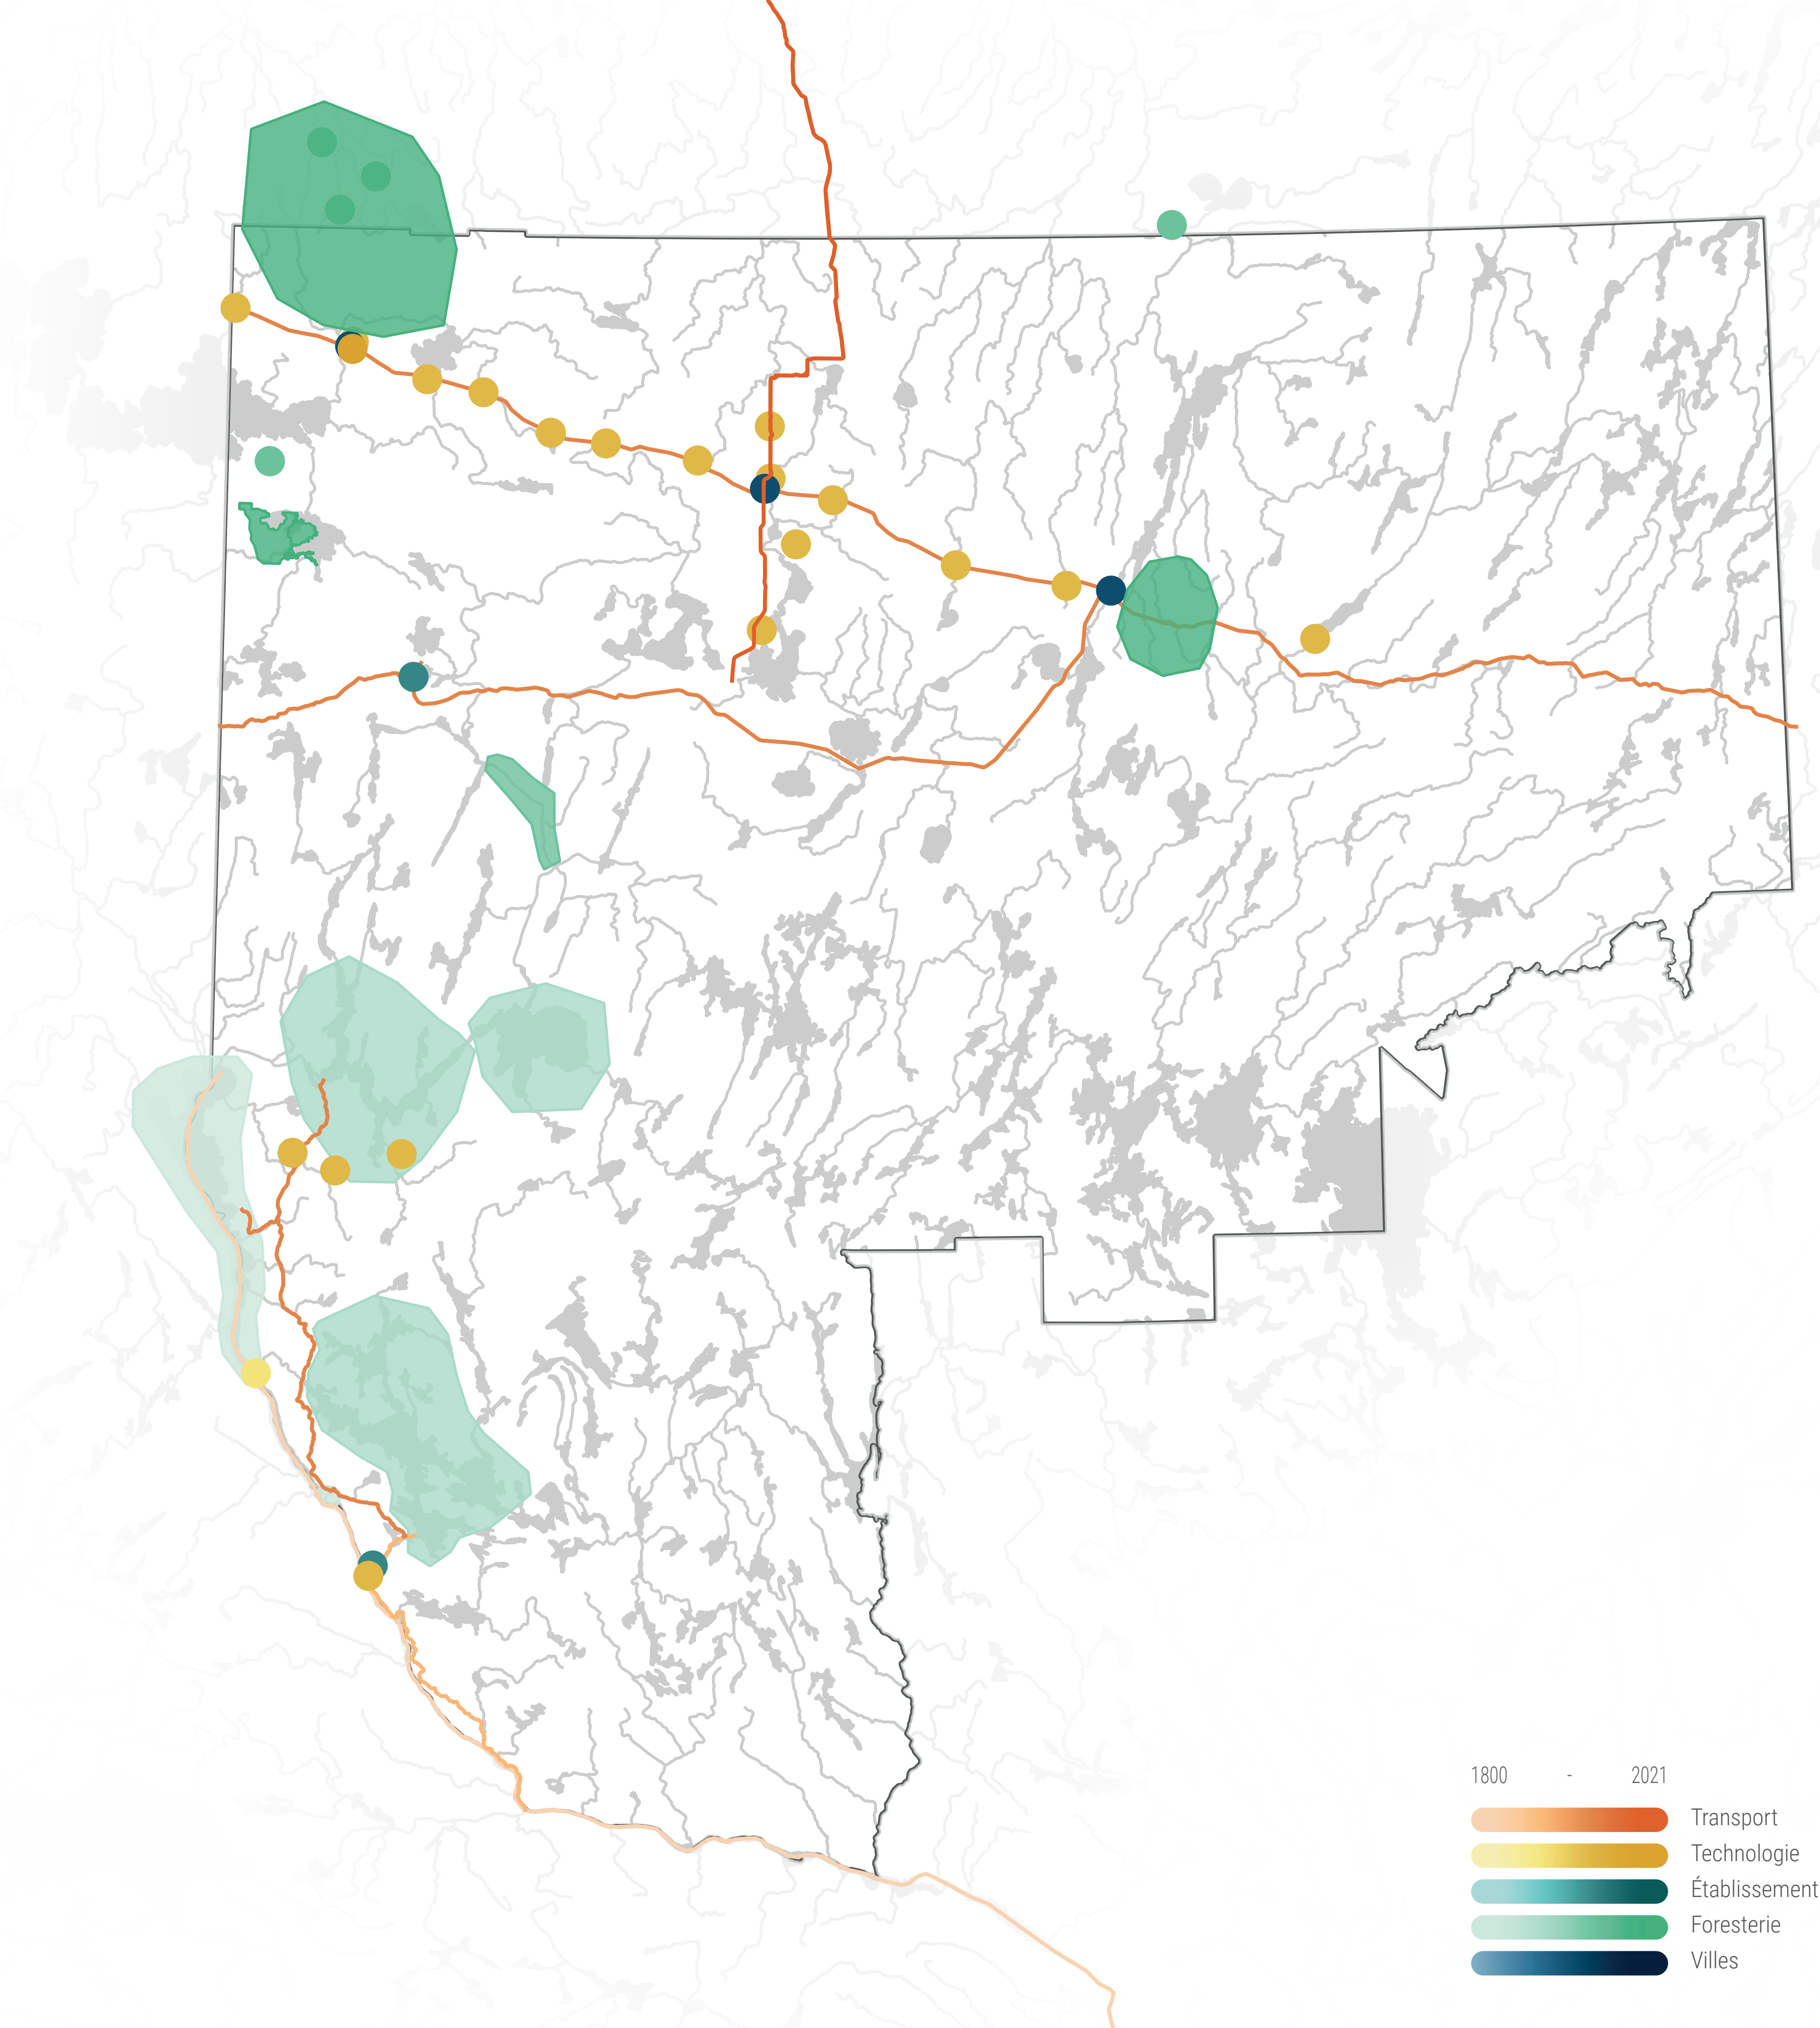 1800 - 2021
Transport
Technologie
Établissement
Foresterie
Villes